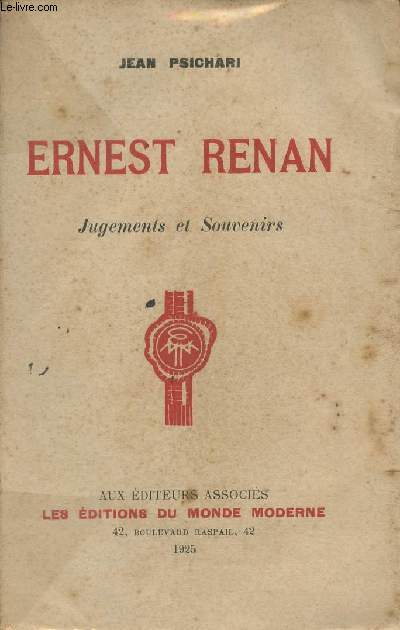 Le-livre.com
JEAN PSICHARI
ERNEST RENAN
Jugements et Souvenirs
AUX ÉDITEURS ASSOCIÉS
LES ÉDITIONS DU MONDE MODERNE
42, BOULEVARD RASPAIL, 42
1925